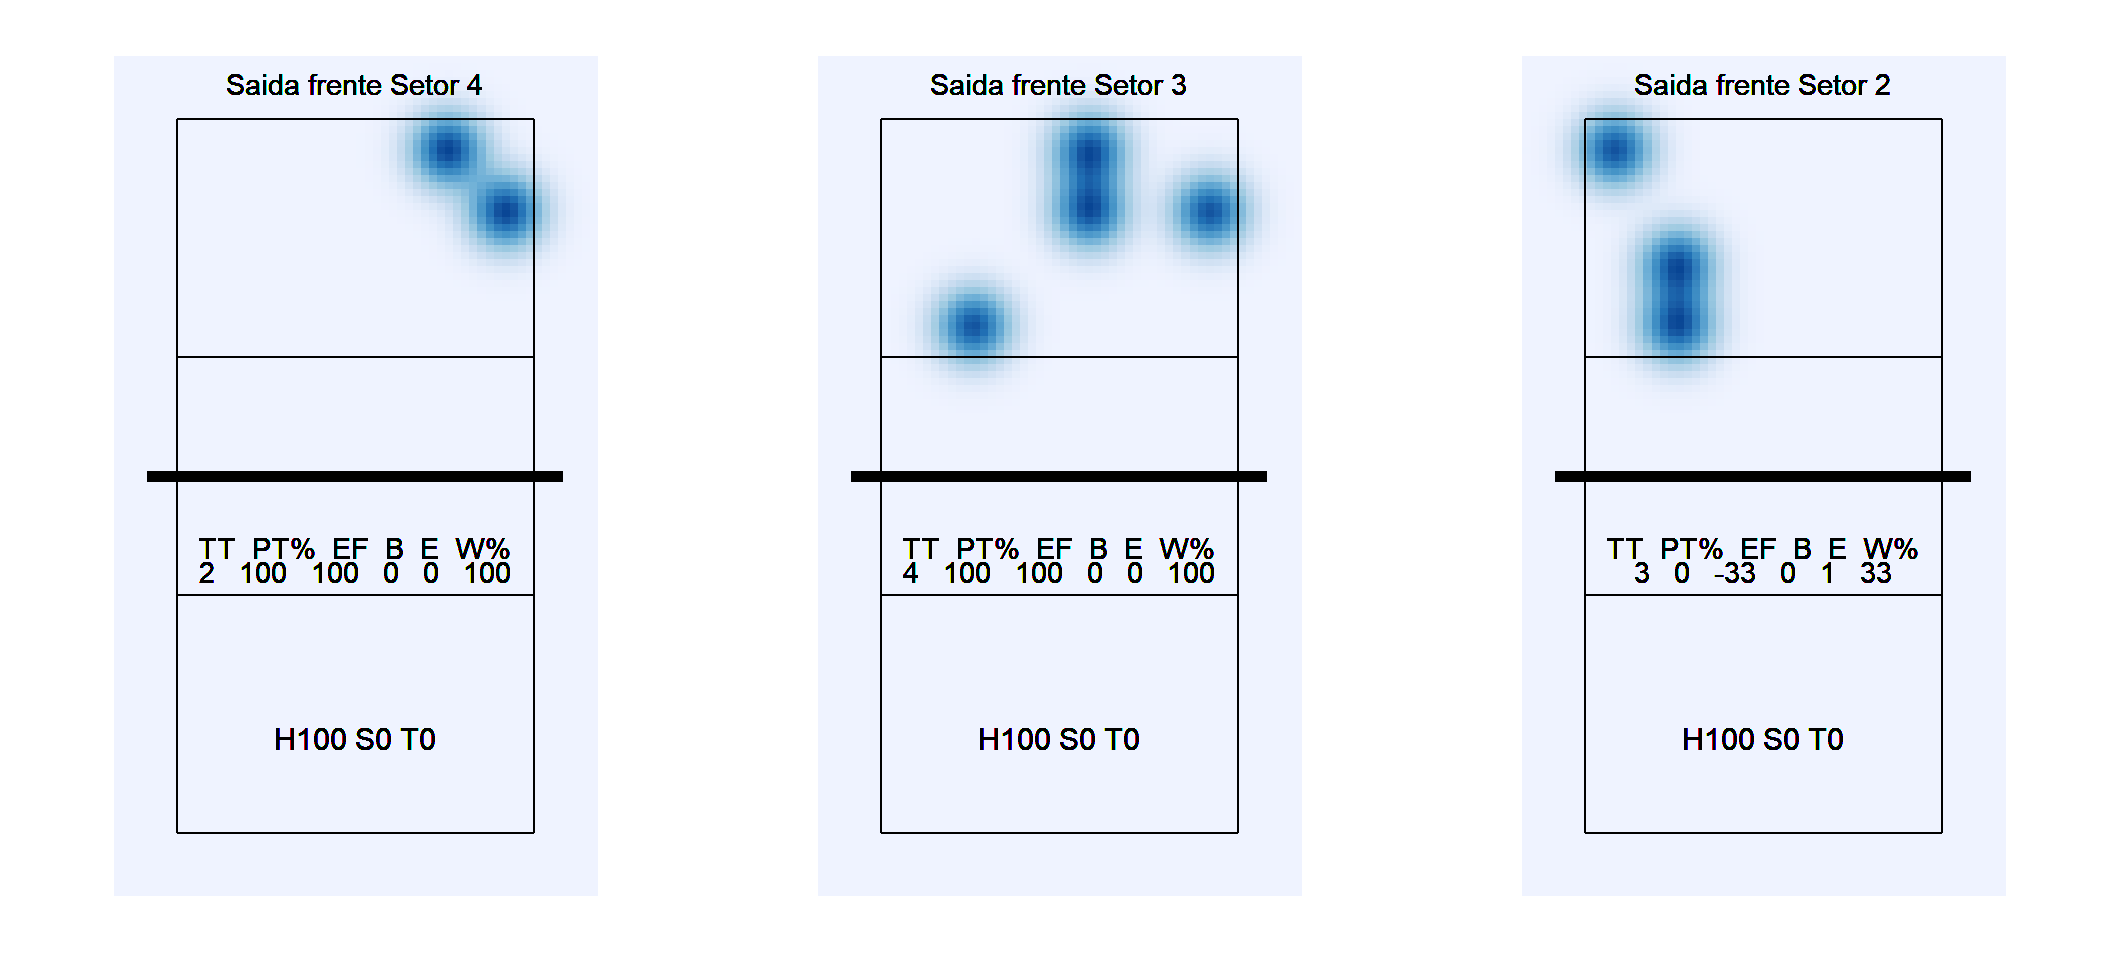 Saida frente Setor 4
TT PT% EF B E W%
2 100 100 0 0 100
H100 S0 T0
Saida frente Setor 3
TT PT% EF B E W%
4 100 100 0 0 100
H100 S0 T0
Saida frente Setor 2
TT PT% EF B E W%
3 0 -33 0 1 33
H100 S0 T0